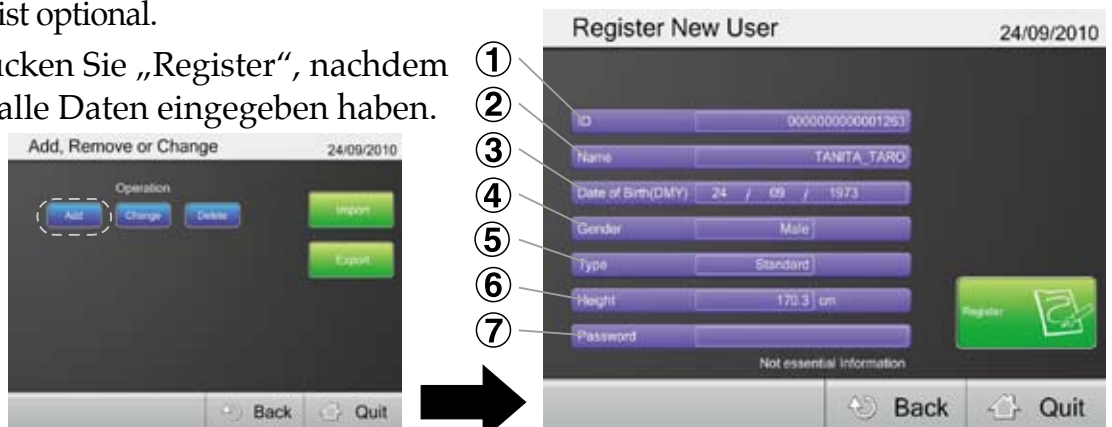 ist optional.
cken Sie „Register“, nachdem
alle Daten eingegeben haben.
Add, Remove or Change 24/09/2010
Operation
Add Change Delete Import
Export
Back Quit
Register New User 24/09/2010
① ID 0000000000001263
② Name TANITA_TARO
③ Date of Birth(DMY) 24 / 09 / 1973
④ Gender Male
⑤ Type Standard
⑥ Height 170.3 cm
⑦ Password
Not essential information
Register
Back Quit